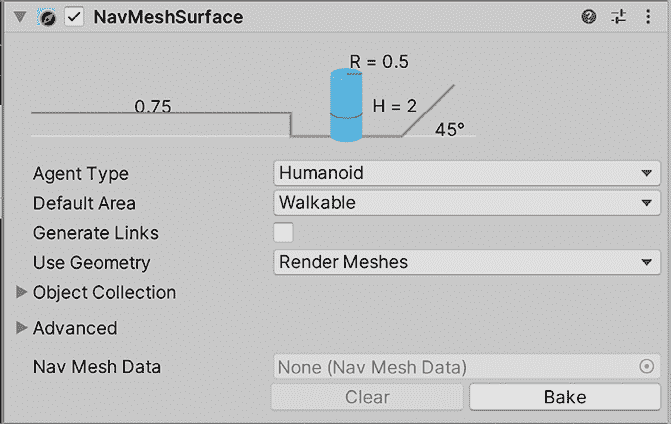 NavMeshSurface
R = 0.5
0.75
H = 2
45°
Agent Type Humanoid
Default Area Walkable
Generate Links
Use Geometry Render Meshes
Object Collection
Advanced
Nav Mesh Data None (Nav Mesh Data)
Clear Bake